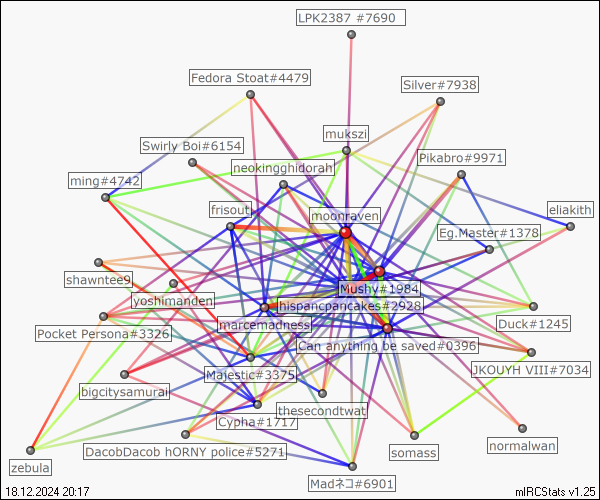 LPK2387 #7690
Fedora Stoat#4479
Silver#7938
mukszi
Swirly Boi#6154
Pikabro#9971
neokingghidorah
ming#4742
frisout
moonraven
eliakith
Eg.Master#1378
shawntee9
Mushy#1984
yoshimanden
hispancpancakes#2928
Pocket Persona#3326
marcemadness
Duck#1245
Can anything be saved#0396
Majestic#3375
JKOUYH VIII#7034
bigcitysamurai
thesecondtwat
Cypha#1717
normalwan
DacobDacob hORNY police#5271
somass
zebula
Madネコ#6901
18.12.2024 20:17
mIRCStats v1.25